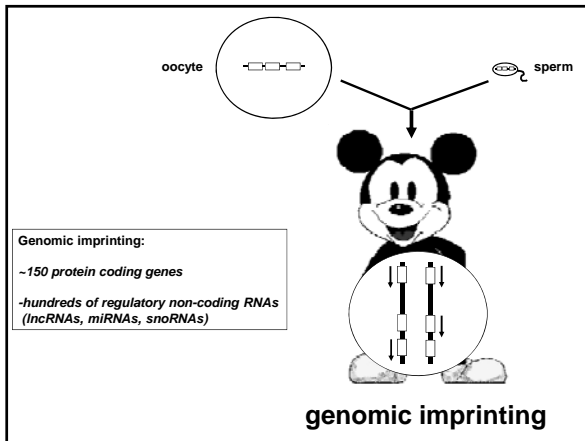 oocyte
sperm
Genomic imprinting:
~150 protein coding genes
-hundreds of regulatory non-coding RNAs
(lncRNAs, miRNAs, snoRNAs)
genomic imprinting